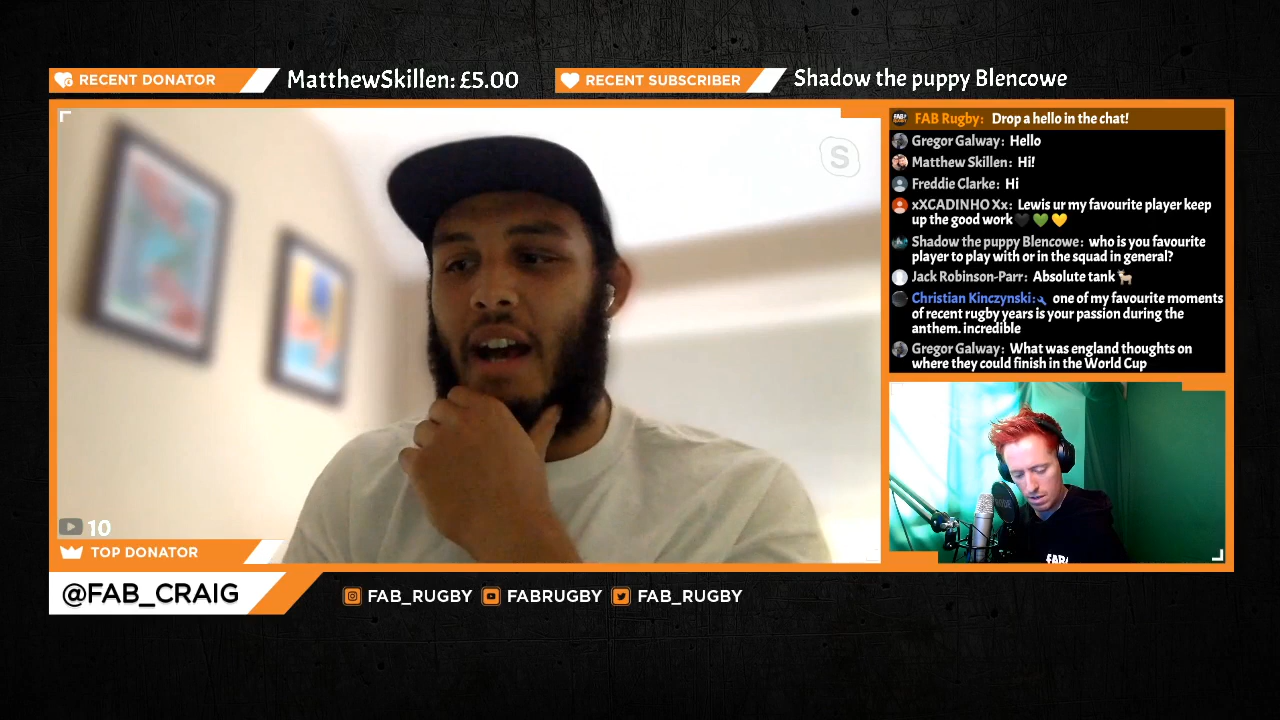 RECENT DONATOR
MatthewSkillen: £5.00
RECENT SUBSCRIBER
Shadow the puppy Blencowe
S
FAB Rugby: Drop a hello in the chat!
Gregor Galway: Hello
Matthew Skillen: Hi!
Freddie Clarke: Hi
xXCADINHO Xx: Lewis ur my favourite player keep
up the good work🖤💚💛
Shadow the puppy Blencowe: who is you favourite
player to play with or in the squad in general?
Jack Robinson-Parr: Absolute tank🐐
Christian Kinczynski:🔧 one of my favourite moments
of recent rugby years is your passion during the
anthem. incredible
Gregor Galway: What was england thoughts on
where they could finish in the World Cup
10
TOP DONATOR
@FAB_CRAIG
FAB_RUGBY
FABRUGBY
FAB_RUGBY